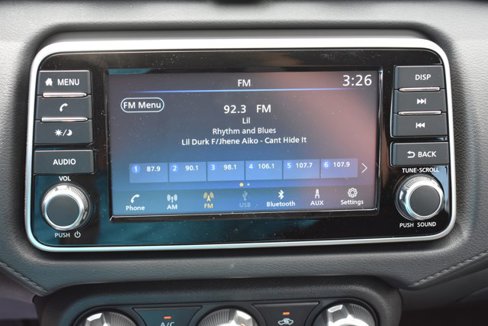 MENU
FM
3:26
DISP
FM Menu
92.3 FM
Lil
Rhythm and Blues
Lil Durk F/Jhene Aiko - Cant Hide It
AUDIO
BACK
1 87.9 2 90.1 3 98.1 4 106.1 5 107.7 6 107.9
VOL
TUNE•SCROLL
Phone AM FM USB Bluetooth AUX Settings
PUSH
PUSH SOUND
A/C